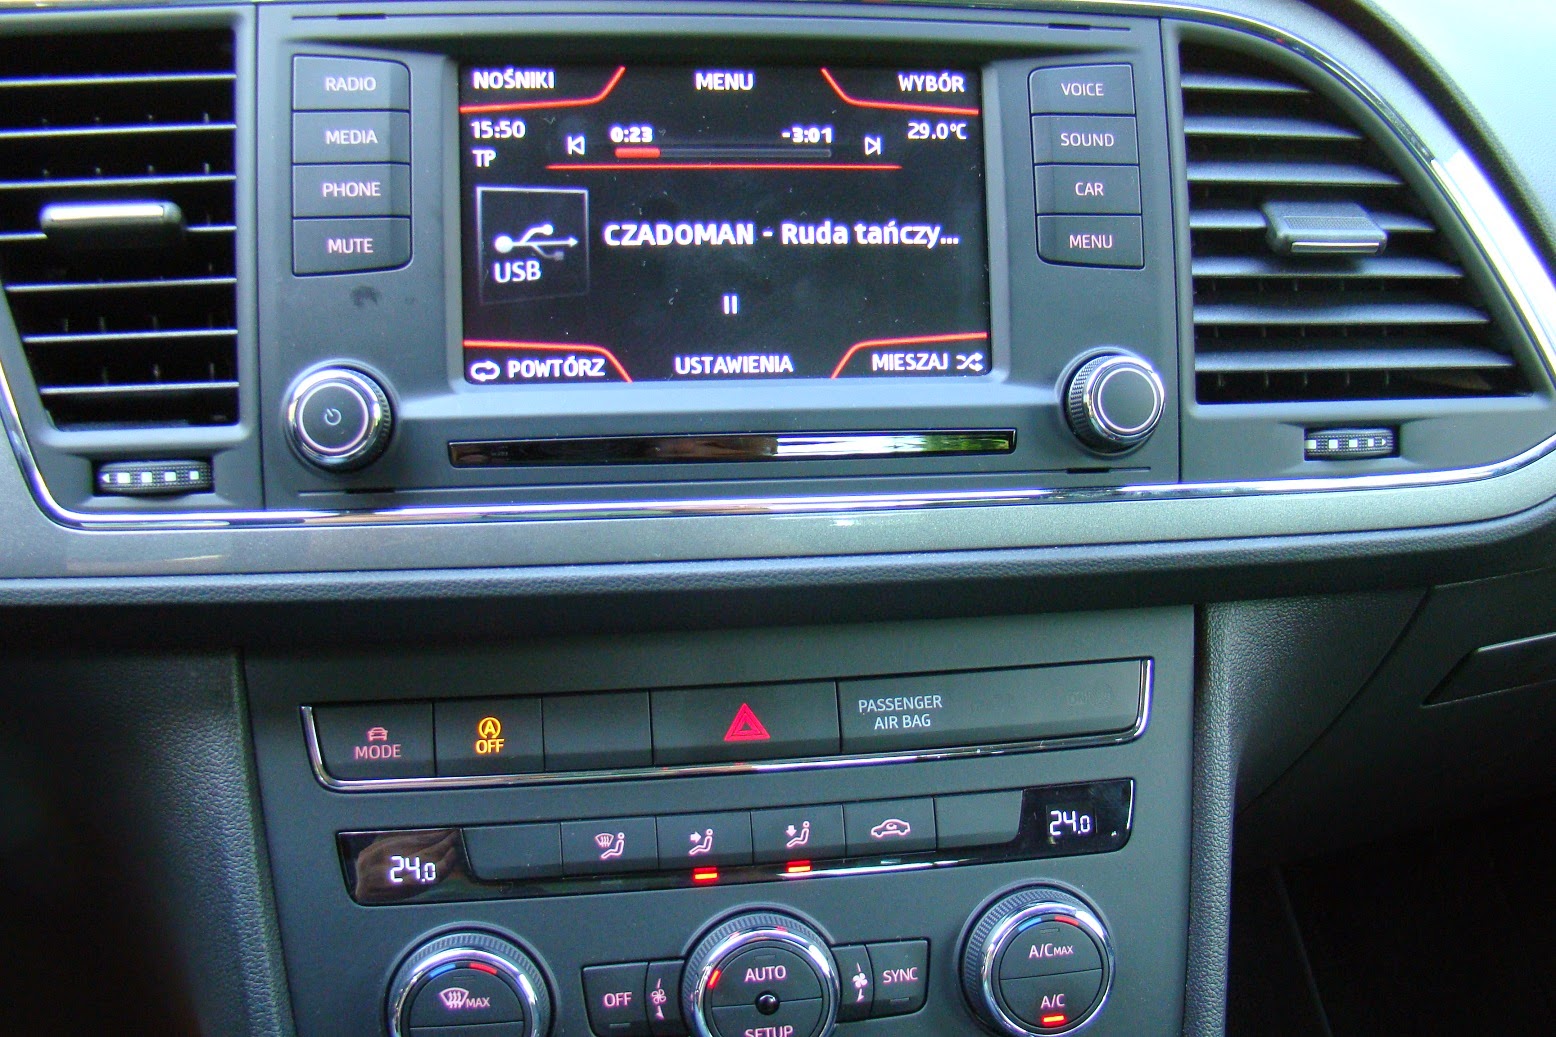 RADIO
MEDIA
PHONE
MUTE
NOŚNIKI MENU WYBÓR
15:50 0:23 -3:01 29.0°C
TP
CZADOMAN - Ruda tańczy...
USB
POWTÓRZ USTAWIENIA MIESZAJ
VOICE
SOUND
CAR
MENU
MODE
A
OFF
PASSENGER
AIR BAG
24.0
24.0
MAX
OFF
AUTO
SETUP
SYNC
A/C MAX
A/C